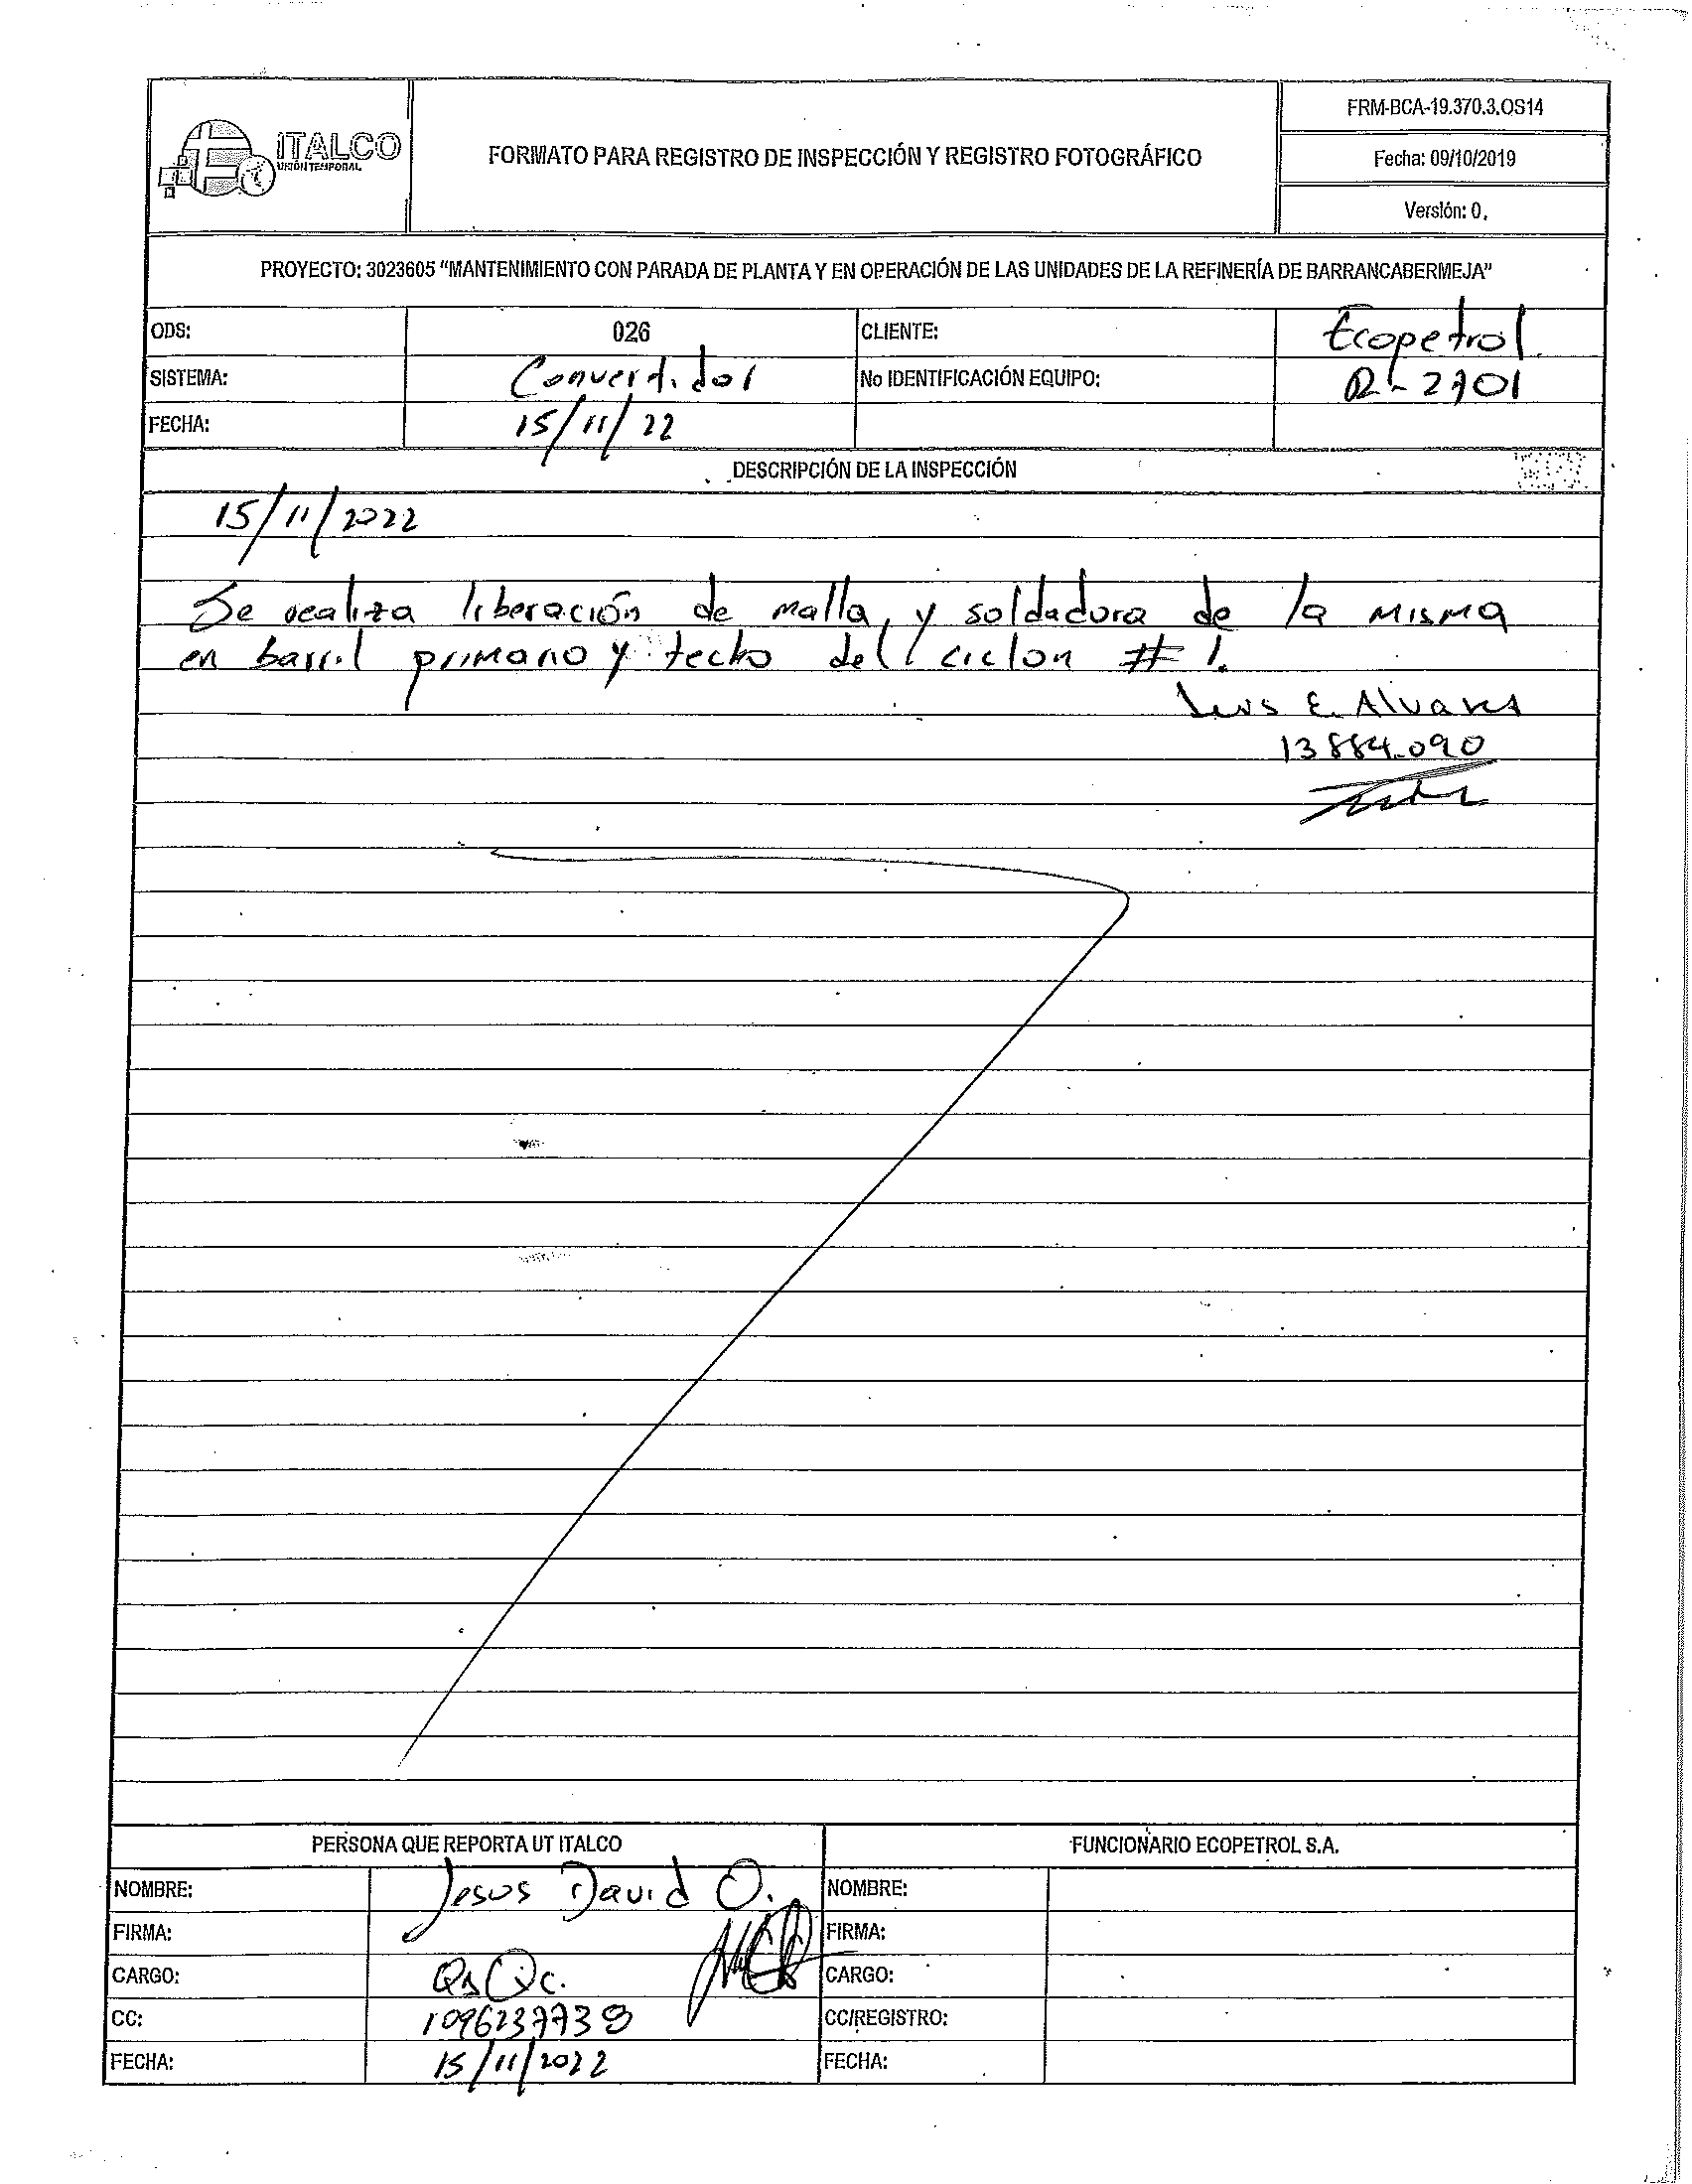 ITALCO
UNIÓN TEMPORAL
FORMATO PARA REGISTRO DE INSPECCIÓN Y REGISTRO FOTOGRÁFICO
FRM-BCA-19.370.3.QS14
Fecha: 09/10/2019
Versión: 0.
PROYECTO: 3023605 "MANTENIMIENTO CON PARADA DE PLANTA Y EN OPERACIÓN DE LAS UNIDADES DE LA REFINERÍA DE BARRANCABERMEJA"
ODS: 026 CLIENTE: Ecopetrol.
SISTEMA: Convertidor No IDENTIFICACIÓN EQUIPO: R-2701
FECHA: 15/11/22
DESCRIPCIÓN DE LA INSPECCIÓN
15/11/2022
Se realiza liberación de malla, y soldadura de la misma
en barril primario y techo del ciclon # 1.
E. Alvares
13884.090
PERSONA QUE REPORTA UT ITALCO FUNCIONARIO ECOPETROL S.A.
NOMBRE: Jesus David O. NOMBRE:
FIRMA: FIRMA:
CARGO: QAQC. CARGO:
CC: 1096237738 CC/REGISTRO:
FECHA: 15/11/2022 FECHA: